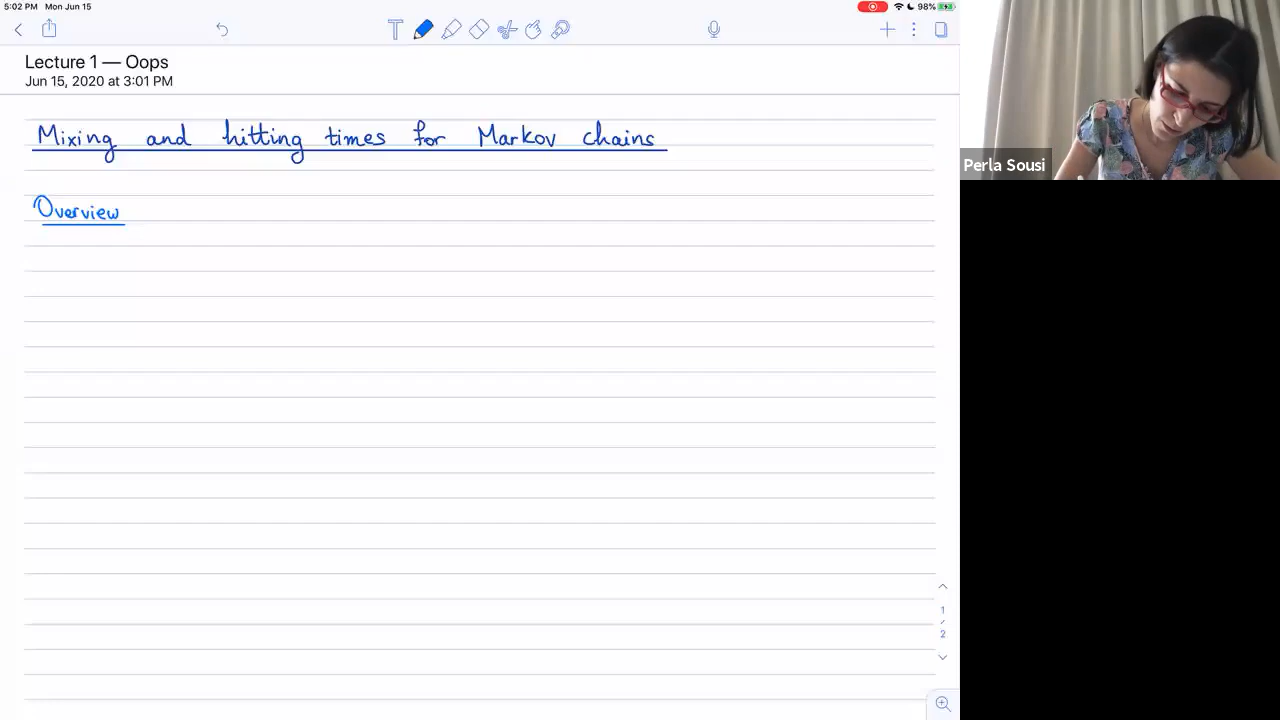 5:02 PM Mon Jun 15
98%
Lecture 1 — Oops
Jun 15, 2020 at 3:01 PM
Mixing and hitting times for Markov chains
Overview
Perla Sousi
1
2